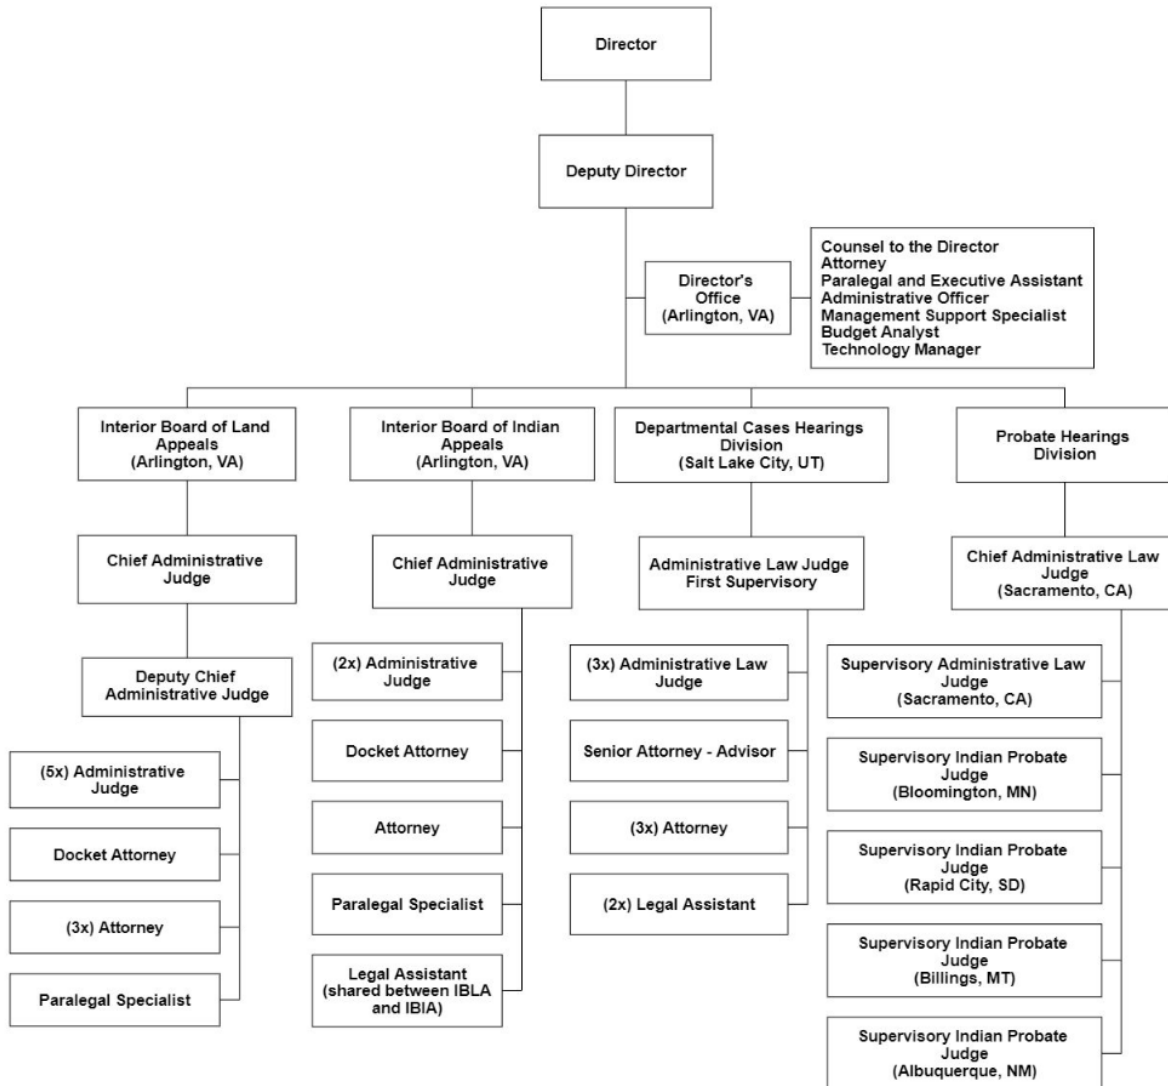 Director
Deputy Director
Director's
Office
(Arlington, VA)
Counsel to the Director
Attorney
Paralegal and Executive Assistant
Administrative Officer
Management Support Specialist
Budget Analyst
Technology Manager
Interior Board of Land
Appeals
(Arlington, VA)
Interior Board of Indian
Appeals
(Arlington, VA)
Departmental Cases Hearings
Division
(Salt Lake City, UT)
Probate Hearings
Division
Chief Administrative
Judge
Chief Administrative
Judge
Administrative Law Judge
First Supervisory
Chief Administrative Law
Judge
(Sacramento, CA)
Deputy Chief
Administrative Judge
(5x) Administrative
Judge
Docket Attorney
(3x) Attorney
Paralegal Specialist
(2x) Administrative
Judge
Docket Attorney
Attorney
Paralegal Specialist
Legal Assistant
(shared between IBLA
and IBIA)
(3x) Administrative Law
Judge
Senior Attorney - Advisor
(3x) Attorney
(2x) Legal Assistant
Supervisory Administrative Law
Judge
(Sacramento, CA)
Supervisory Indian Probate
Judge
(Bloomington, MN)
Supervisory Indian Probate
Judge
(Rapid City, SD)
Supervisory Indian Probate
Judge
(Billings, MT)
Supervisory Indian Probate
Judge
(Albuquerque, NM)